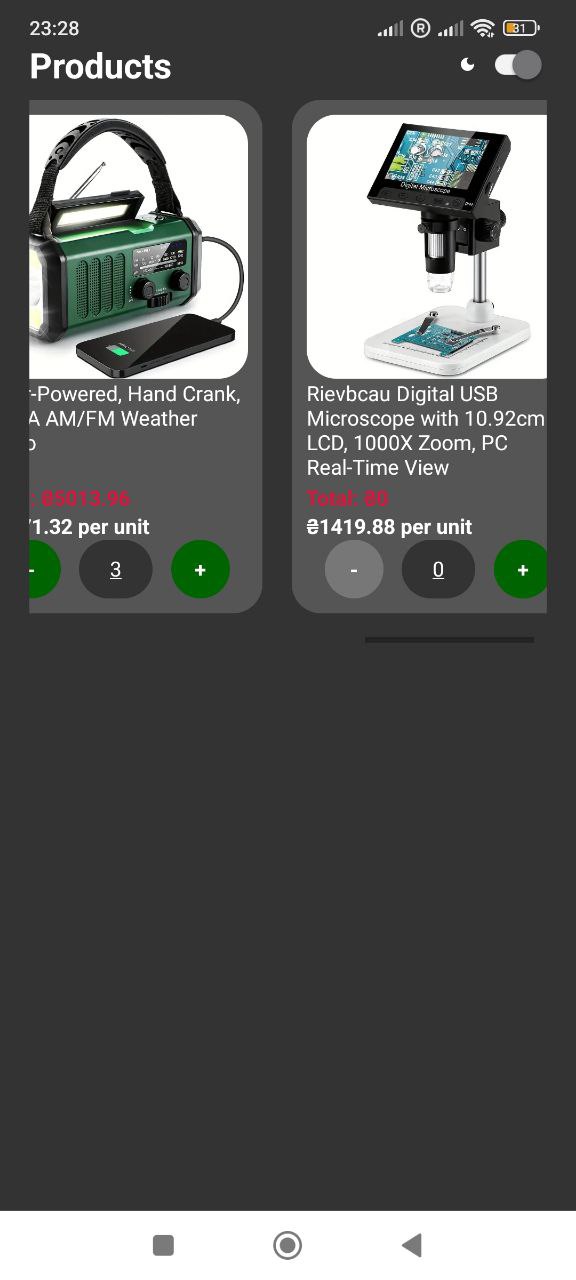 23:28
R
31
Products
Digital Microscope
-Powered, Hand Crank,
A AM/FM Weather
: ₴5013.96
71.32 per unit
-
3
+
Rievbcau Digital USB
Microscope with 10.92cm
LCD, 1000X Zoom, PC
Real-Time View
Total: ₴0
₴1419.88 per unit
-
0
+